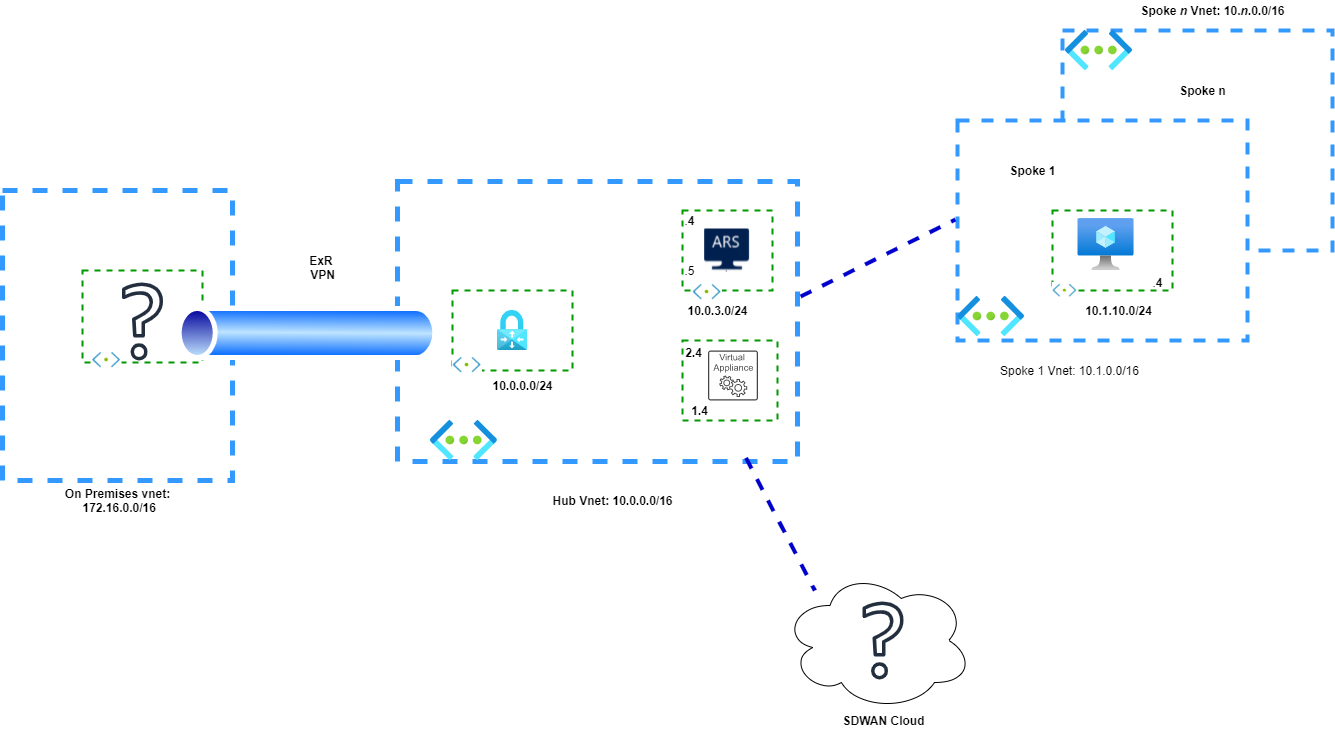 Spoke n Vnet: 10.n.0.0/16
Spoke n
Spoke 1
.4
10.1.10.0/24
Spoke 1 Vnet: 10.1.0.0/16
ExR
VPN
.4
ARS
.5
10.0.3.0/24
2.4
Virtual
Appliance
1.4
10.0.0.0/24
Hub Vnet: 10.0.0.0/16
On Premises vnet:
172.16.0.0/16
SDWAN Cloud